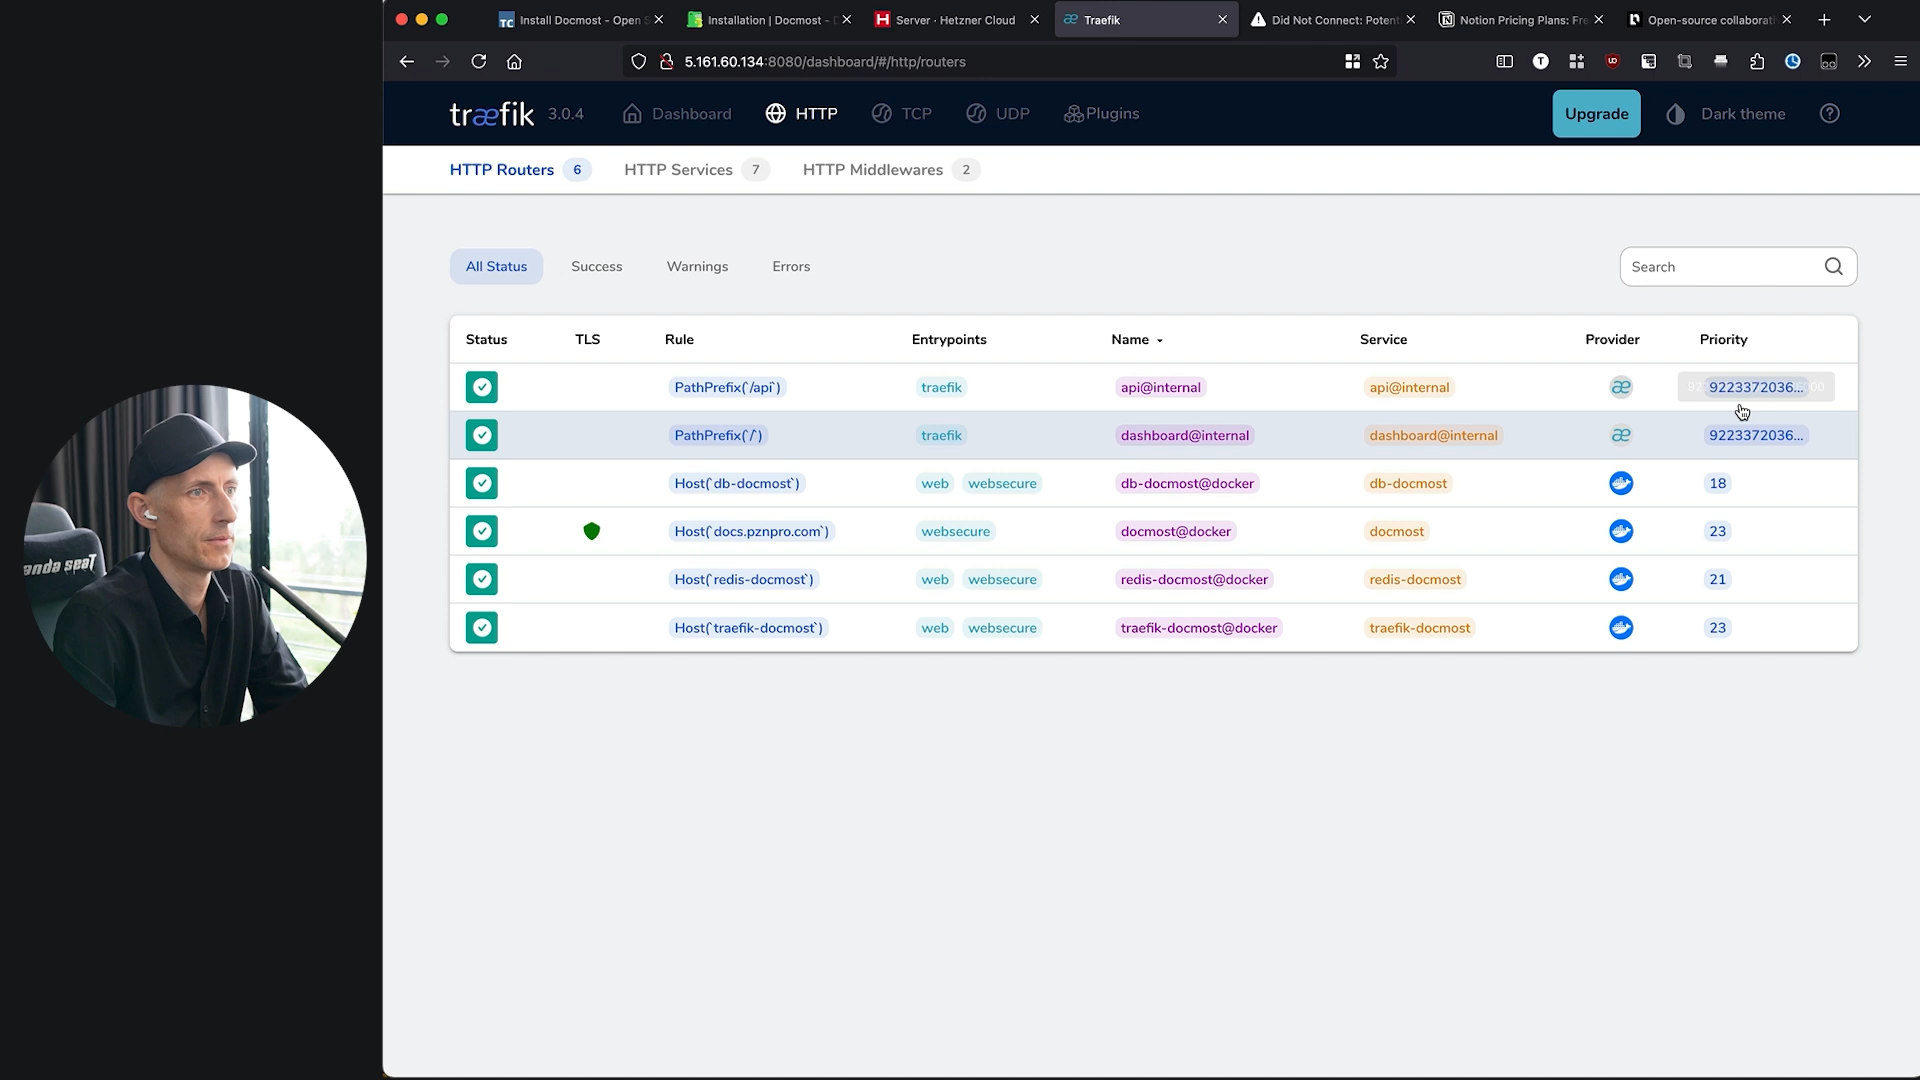 Install Docmost - Open S
Installation | Docmost - D
Server · Hetzner Cloud
Traefik
Did Not Connect: Potent
Notion Pricing Plans: Fre
Open-source collaborati
5.161.60.134:8080/dashboard/#/http/routers
træfik 3.0.4 Dashboard HTTP TCP UDP Plugins Upgrade Dark theme
HTTP Routers 6 HTTP Services 7 HTTP Middlewares 2
All Status Success Warnings Errors Search
Status TLS Rule Entrypoints Name Service Provider Priority
PathPrefix(`/api`) traefik api@internal api@internal 9223372036...
PathPrefix(`/`) traefik dashboard@internal dashboard@internal 9223372036...
Host(`db-docmost`) web websecure db-docmost@docker db-docmost 18
Host(`docs.pznpro.com`) websecure docmost@docker docmost 23
Host(`redis-docmost`) web websecure redis-docmost@docker redis-docmost 21
Host(`traefik-docmost`) web websecure traefik-docmost@docker traefik-docmost 23
anda seaT